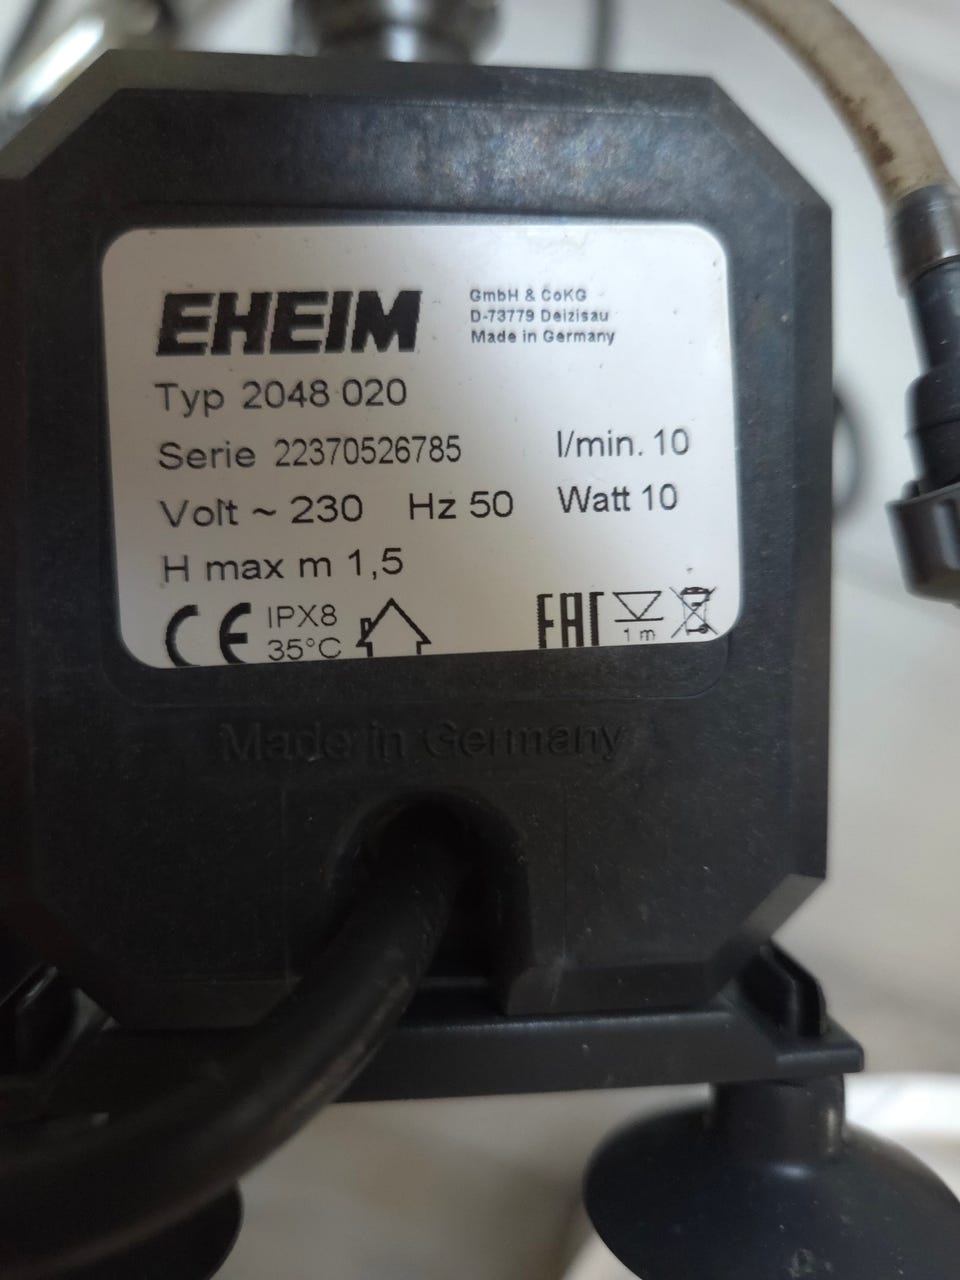 EHEIM
GmbH & CoKG
D-73779 Deizisau
Made in Germany
Typ 2048 020
Serie 22370526785 l/min. 10
Volt ~ 230 Hz 50 Watt 10
H max m 1,5
CE IPX8 EAC
35°C 1 m
Made in Germany